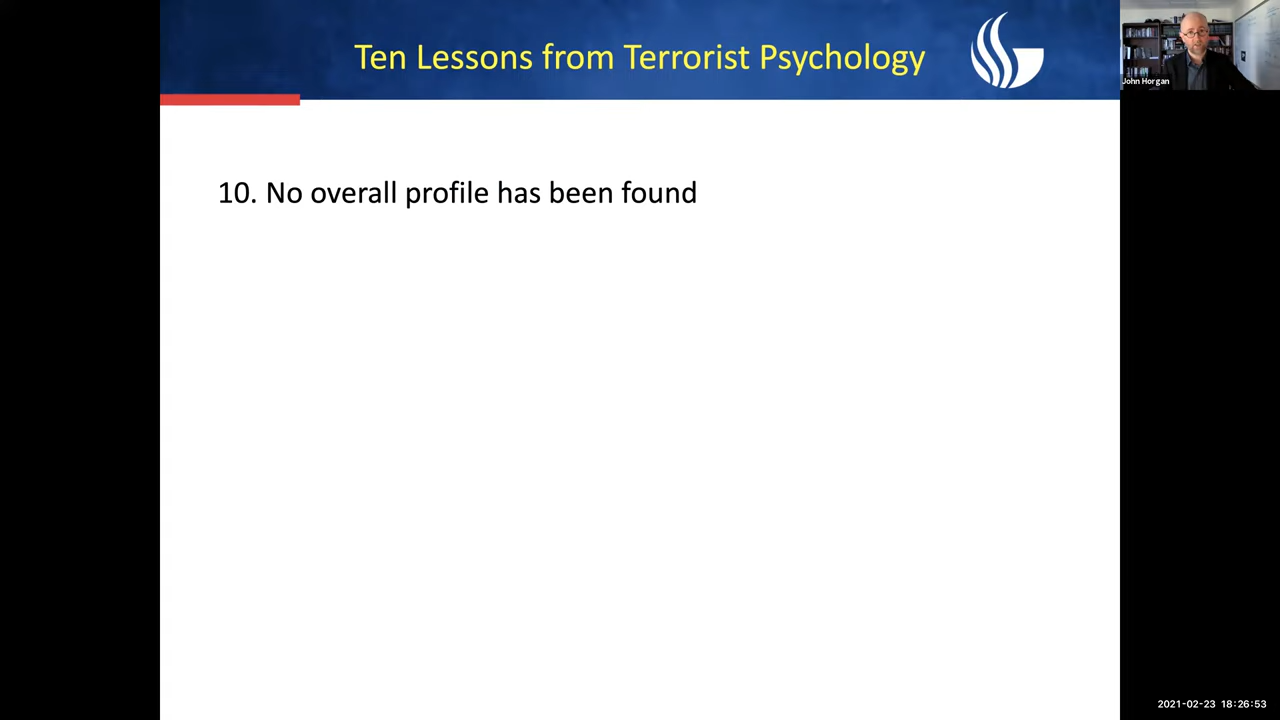 Ten Lessons from Terrorist Psychology
John Horgan
10. No overall profile has been found
2021-02-23 18:26:53